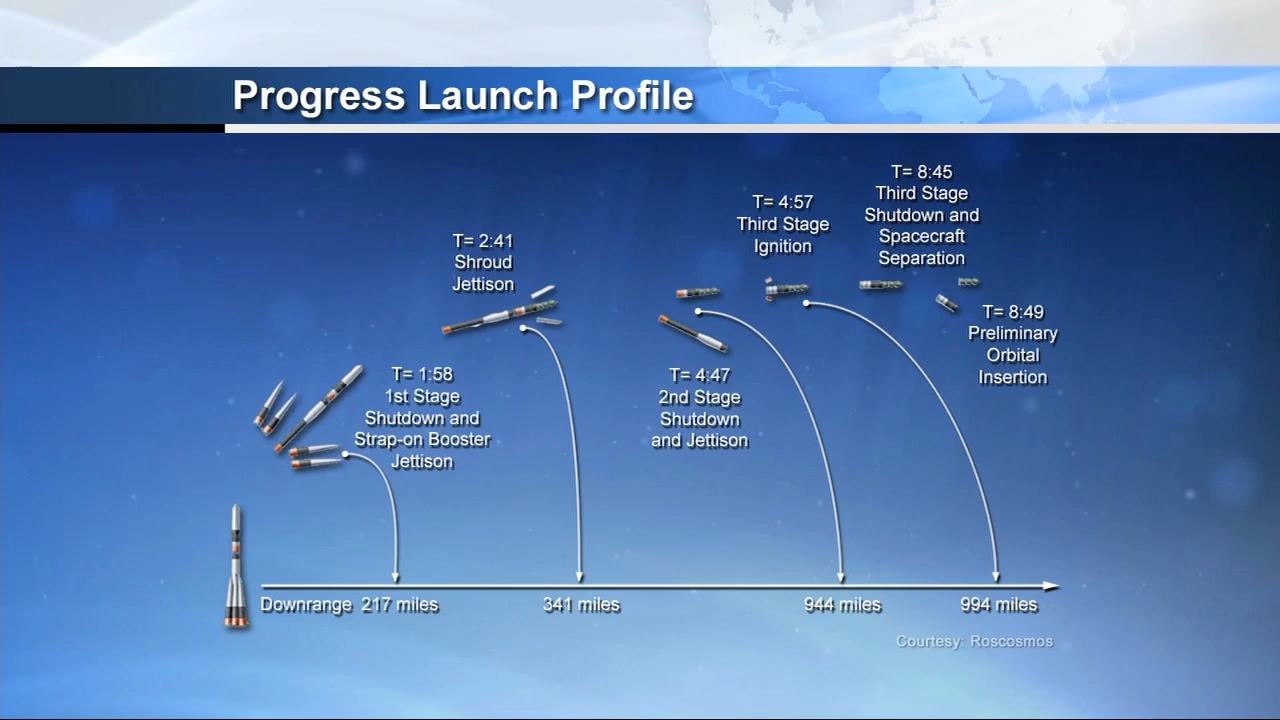 Progress Launch Profile
T= 8:45
Third Stage
Shutdown and
Spacecraft
Separation
T= 4:57
Third Stage
Ignition
T= 2:41
Shroud
Jettison
T= 8:49
Preliminary
Orbital
Insertion
T= 1:58
1st Stage
Shutdown and
Strap-on Booster
Jettison
T= 4:47
2nd Stage
Shutdown
and Jettison
Downrange 217 miles 341 miles 944 miles 994 miles
Courtesy: Roscosmos